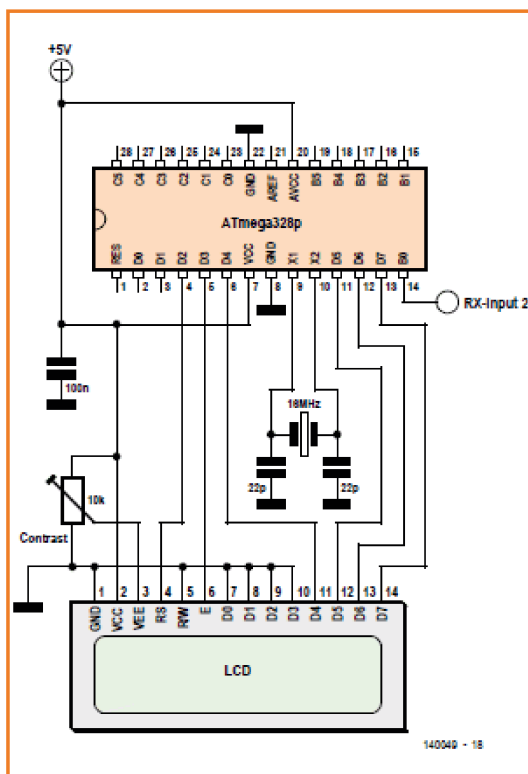 +5V
28 27 26 25 24 23 22 21 20 19 18 17 16 15
C5 C4 C3 C2 C1 C0 GND AREF AVCC B5 B4 B3 B2 B1
ATmega328p
RES D0 D1 D2 D3 D4 VCC GND X1 X2 D5 D6 D7 B0
1 2 3 4 5 6 7 8 9 10 11 12 13 14
RX-Input 2
100n
16MHz
22p 22p
10k
Contrast
1 2 3 4 5 6 7 8 9 10 11 12 13 14
GND VCC VEE RS R/W E D0 D1 D2 D3 D4 D5 D6 D7
LCD
140049 - 18